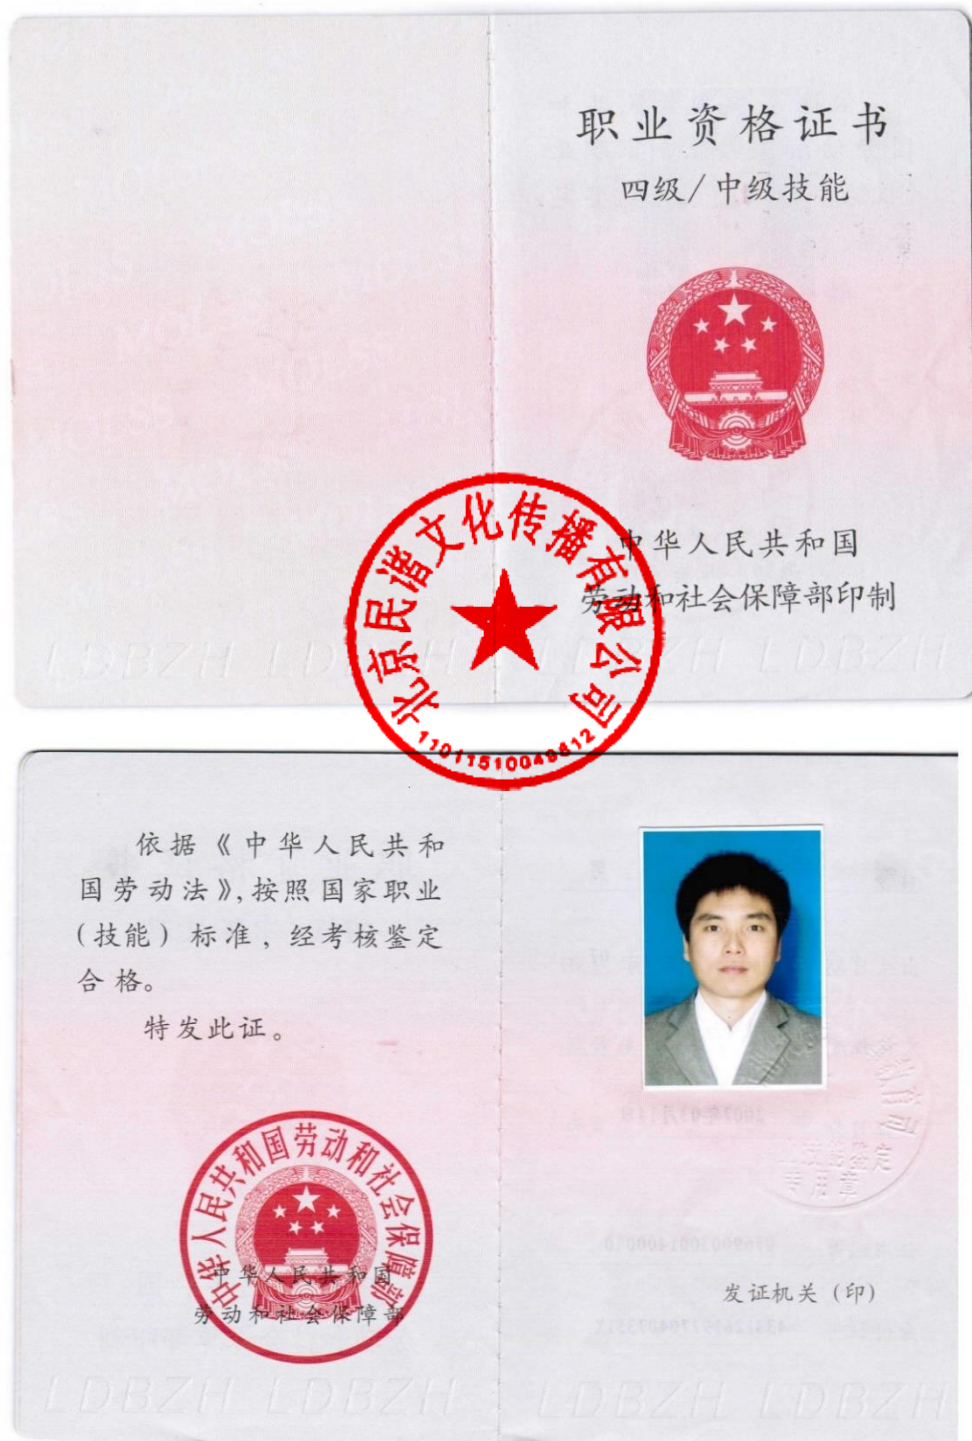 职业资格证书
四级/中级技能
中华人民共和国
劳动和社会保障部印制
北京民谐文化传播有限公司
LDBZH LDBZH LDBZH LDBZH
依据《中华人民共和
国劳动法》,按照国家职业
(技能)标准,经考核鉴定
合格。
特发此证。
中华人民共和国劳动和社会保障部
中华人民共和国
劳动和社会保障部
专用章
发证机关(印)
LDBZH LDBZH LDBZH LDBZH